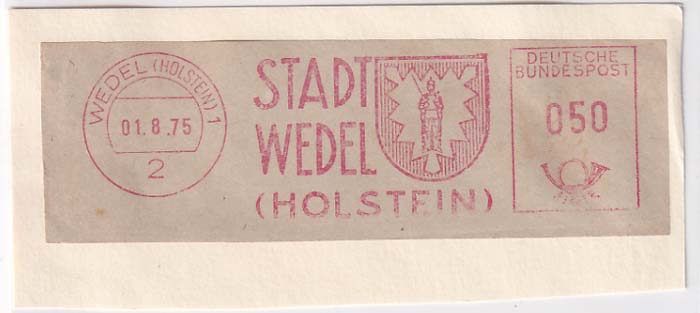 WEDEL (HOLSTEIN) 1
01.8.75
2
STADT
WEDEL
(HOLSTEIN)
DEUTSCHE
BUNDESPOST
050